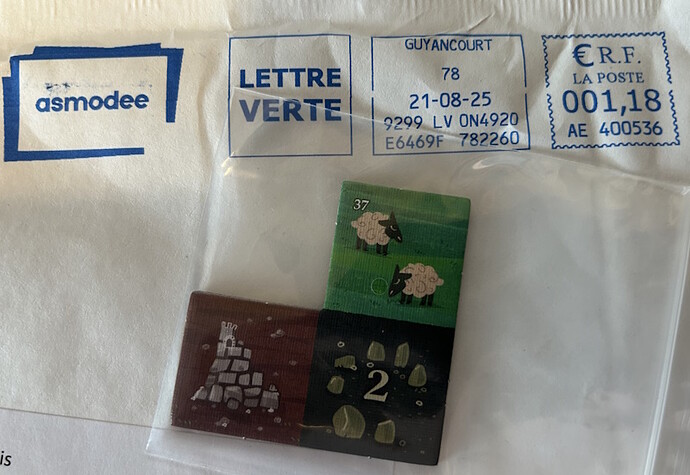 asmodee
LETTRE
VERTE
GUYANCOURT
78
21-08-25
9299 LV 0N4920
E6469F 782260
€ R.F.
LA POSTE
001,18
AE 400536
37
2
is